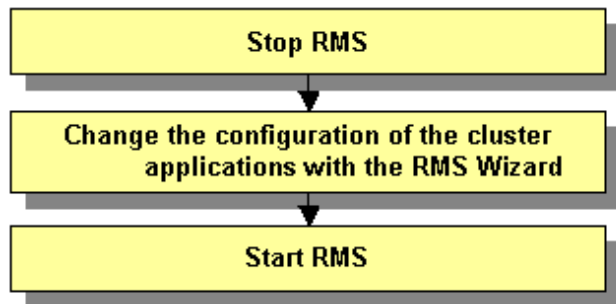 Stop RMS
Change the configuration of the cluster
applications with the RMS Wizard
Start RMS